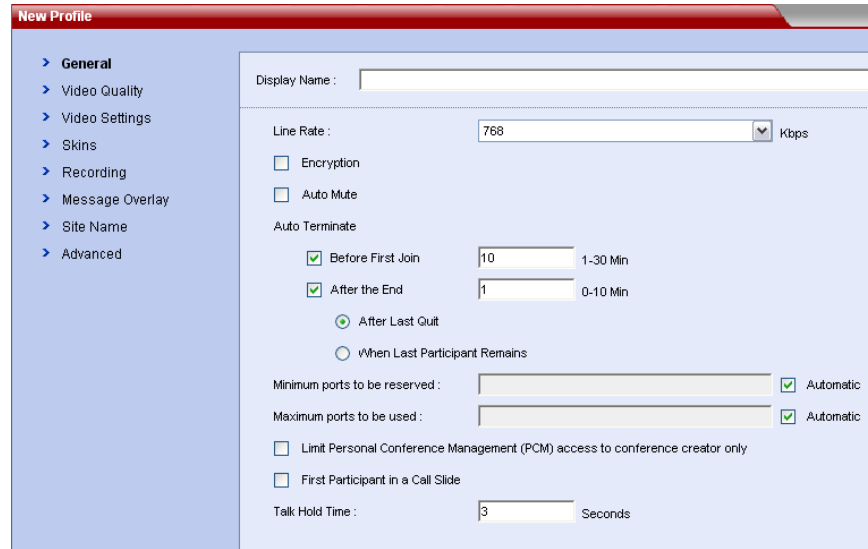 New Profile
General
Video Quality
Video Settings
Skins
Recording
Message Overlay
Site Name
Advanced
Display Name :
Line Rate : 768 Kbps
Encryption
Auto Mute
Auto Terminate
Before First Join 10 1-30 Min
After the End 1 0-10 Min
After Last Quit
When Last Participant Remains
Minimum ports to be reserved : Automatic
Maximum ports to be used : Automatic
Limit Personal Conference Management (PCM) access to conference creator only
First Participant in a Call Slide
Talk Hold Time : 3 Seconds